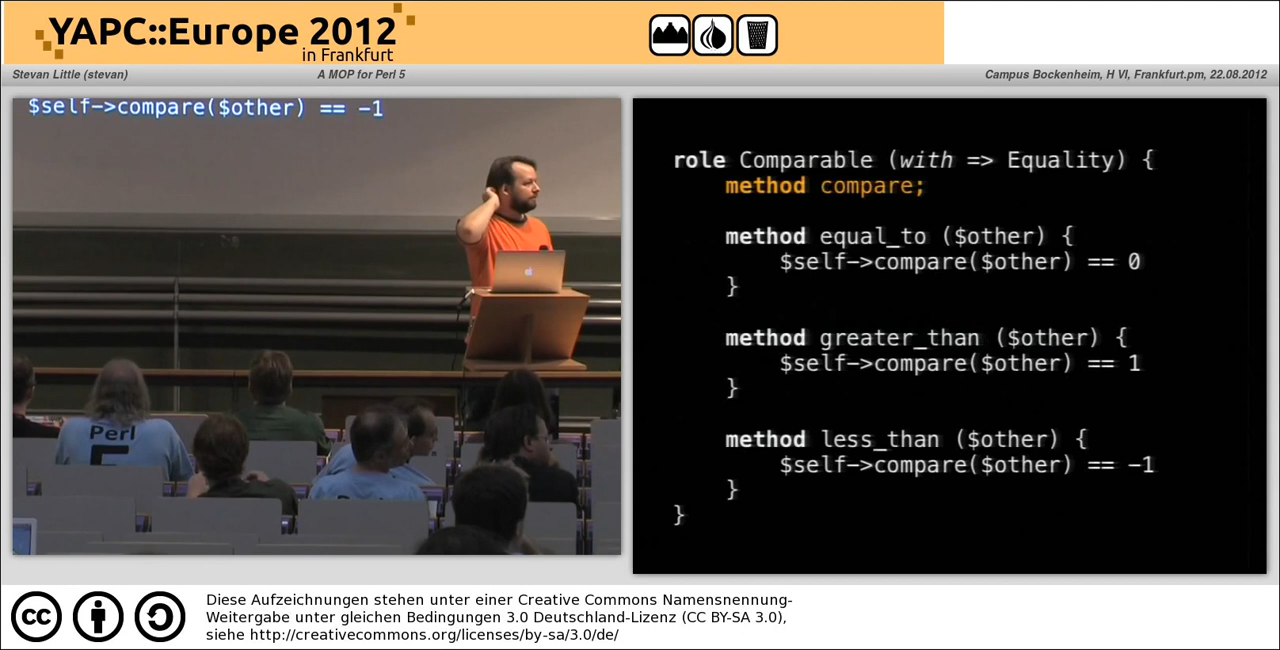 YAPC::Europe 2012
in Frankfurt
Stevan Little (stevan)
A MOP for Perl 5
Campus Bockenheim, H VI, Frankfurt.pm, 22.08.2012
$self->compare($other) == -1
Perl
5
role Comparable (with => Equality) {
method compare;
method equal_to ($other) {
$self->compare($other) == 0
}
method greater_than ($other) {
$self->compare($other) == 1
}
method less_than ($other) {
$self->compare($other) == -1
}
}
cc
Diese Aufzeichnungen stehen unter einer Creative Commons Namensnennung-
Weitergabe unter gleichen Bedingungen 3.0 Deutschland-Lizenz (CC BY-SA 3.0),
siehe http://creativecommons.org/licenses/by-sa/3.0/de/